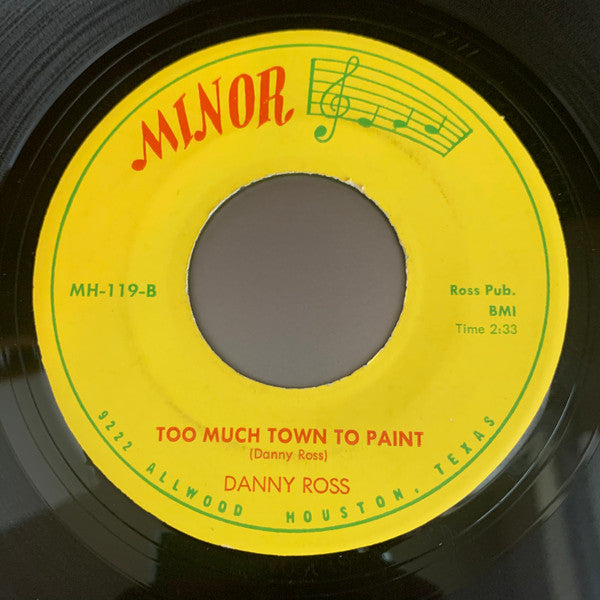 MINOR
MH-119-B
Ross Pub.
BMI
Time 2:33
TOO MUCH TOWN TO PAINT
(Danny Ross)
DANNY ROSS
9222 ALLWOOD HOUSTON, TEXAS